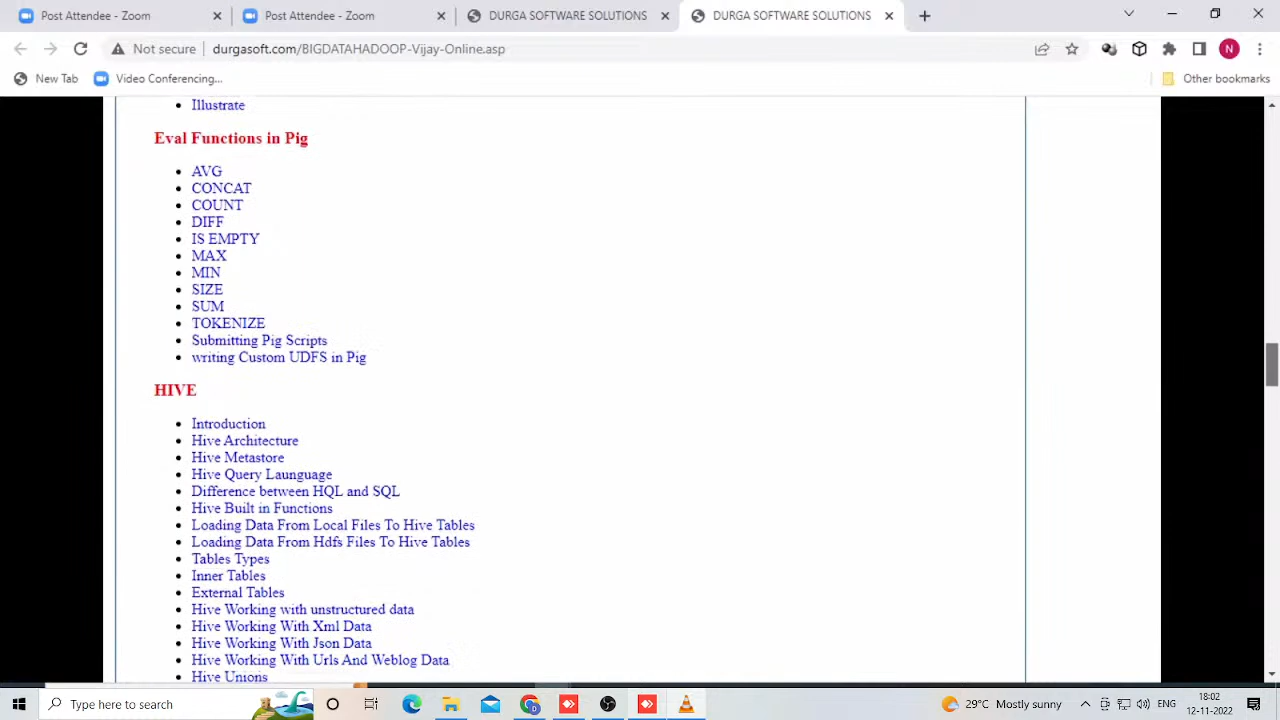 Post Attendee - Zoom
Post Attendee - Zoom
DURGA SOFTWARE SOLUTIONS
DURGA SOFTWARE SOLUTIONS
Not secure
durgasoft.com/BIGDATAHADOOP-Vijay-Online.asp
N
New Tab
Video Conferencing...
Other bookmarks
Illustrate
Eval Functions in Pig
AVG
CONCAT
COUNT
DIFF
IS EMPTY
MAX
MIN
SIZE
SUM
TOKENIZE
Submitting Pig Scripts
writing Custom UDFS in Pig
HIVE
Introduction
Hive Architecture
Hive Metastore
Hive Query Launguage
Difference between HQL and SQL
Hive Built in Functions
Loading Data From Local Files To Hive Tables
Loading Data From Hdfs Files To Hive Tables
Tables Types
Inner Tables
External Tables
Hive Working with unstructured data
Hive Working With Xml Data
Hive Working With Json Data
Hive Working With Urls And Weblog Data
Hive Unions
Type here to search
29°C Mostly sunny
18:02
12-11-2022